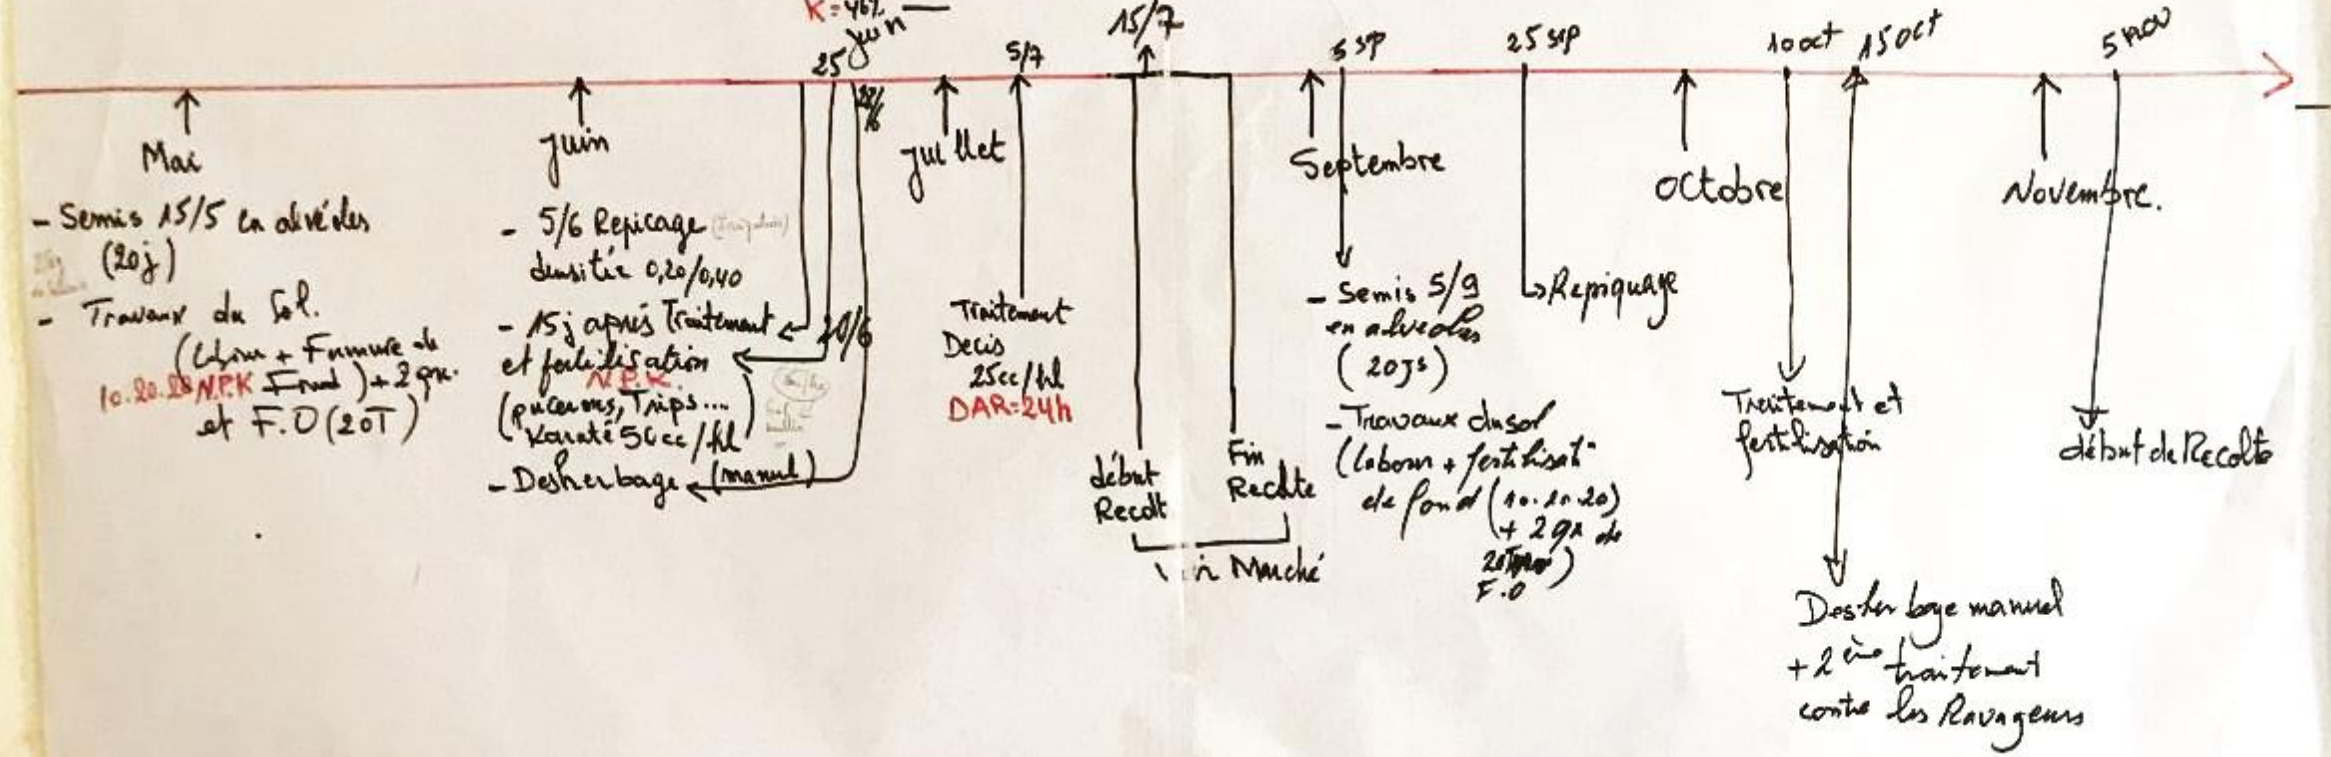 K=46%
25 juin
5/7
15/7
5 sp
25 sep
10 oct
15 oct
5 nov
Mai
- Semis 15/5 en alvéoles
(20j)
- Travaux du Sol.
+ Fumure de
10.20.20 N.P.K Fond) + 2 qx.
et F.O (20T)
juin
- 5/6 Repicage
densitée 0,20/0,40
- 15j après Traitement
20/6
et fertilisation
N.P.K.
(pucerons, Trips....
Karaté 50cc/hl)
- Desherbage (manuel)
juillet
Traitement
Decis
25cc/hl
DAR=24h
début
Recolt
Fin
Recolte
Marché
Septembre
- Semis 5/9
en alveoles
(20js)
- Travaux du sol
(labour + fertilisat°
de fond (10.20.20)
+ 2 qx de
F.O
Repiquage
Octobre
Traitement et
fertilisation
Desherbage manuel
+ 2ème traitement
contre les Ravageurs
Novembre.
début de Recolte